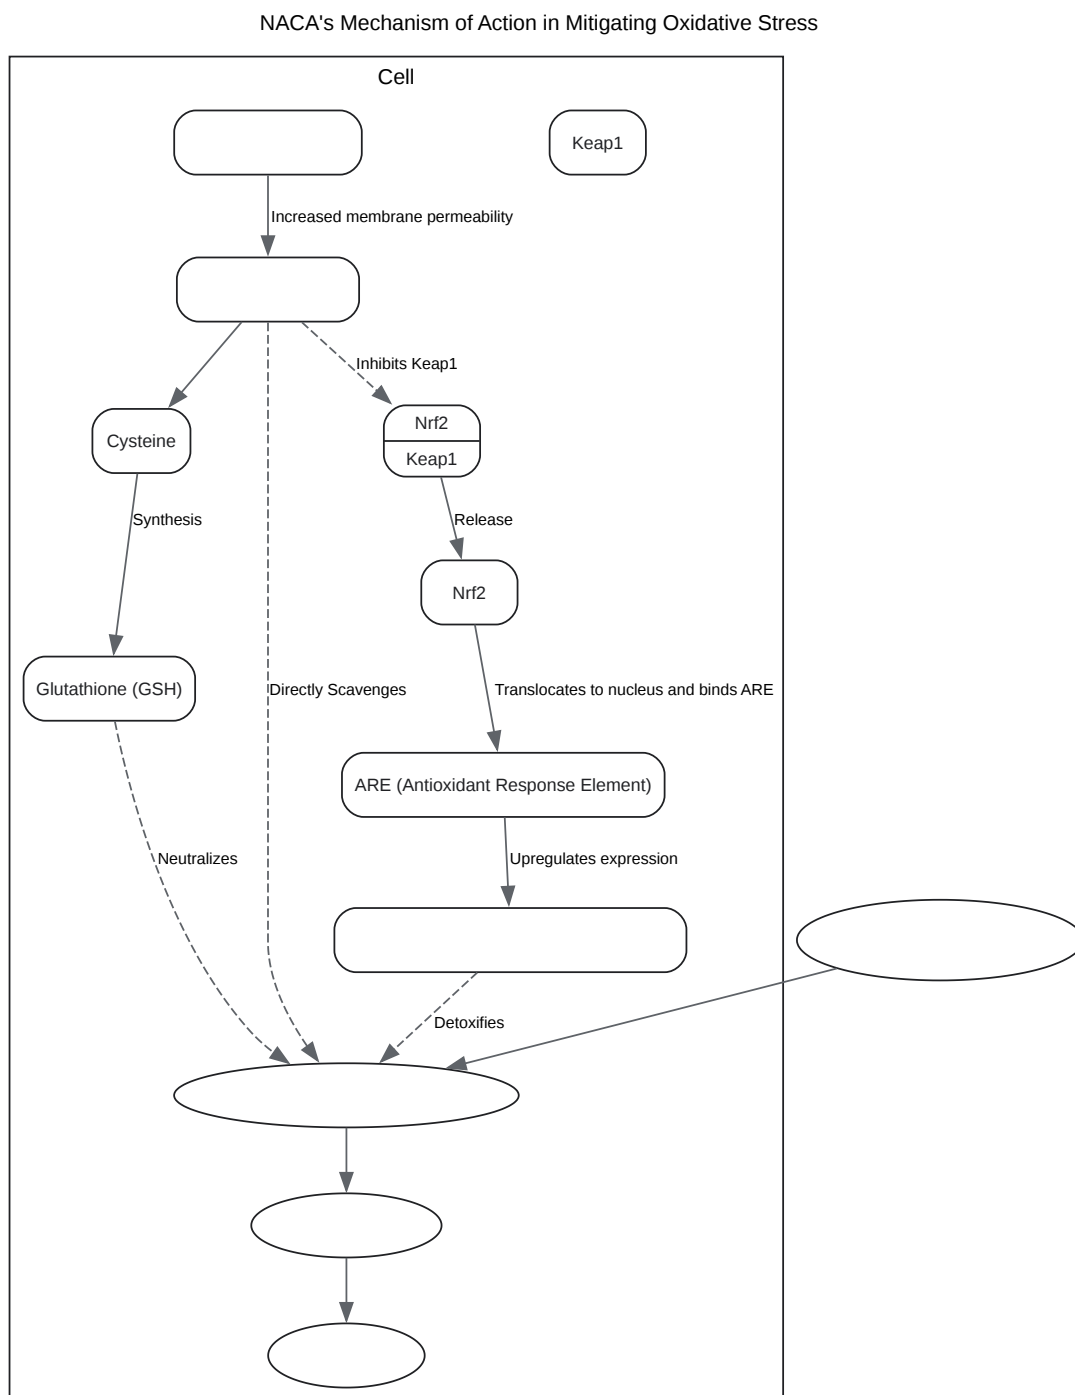 NACA's Mechanism of Action in Mitigating Oxidative Stress
Cell
Keap1
Increased membrane permeability
Inhibits Keap1
Nrf2
Keap1
Cysteine
Synthesis
Release
Nrf2
Glutathione (GSH)
Directly Scavenges
Translocates to nucleus and binds ARE
ARE (Antioxidant Response Element)
Neutralizes
Upregulates expression
Detoxifies